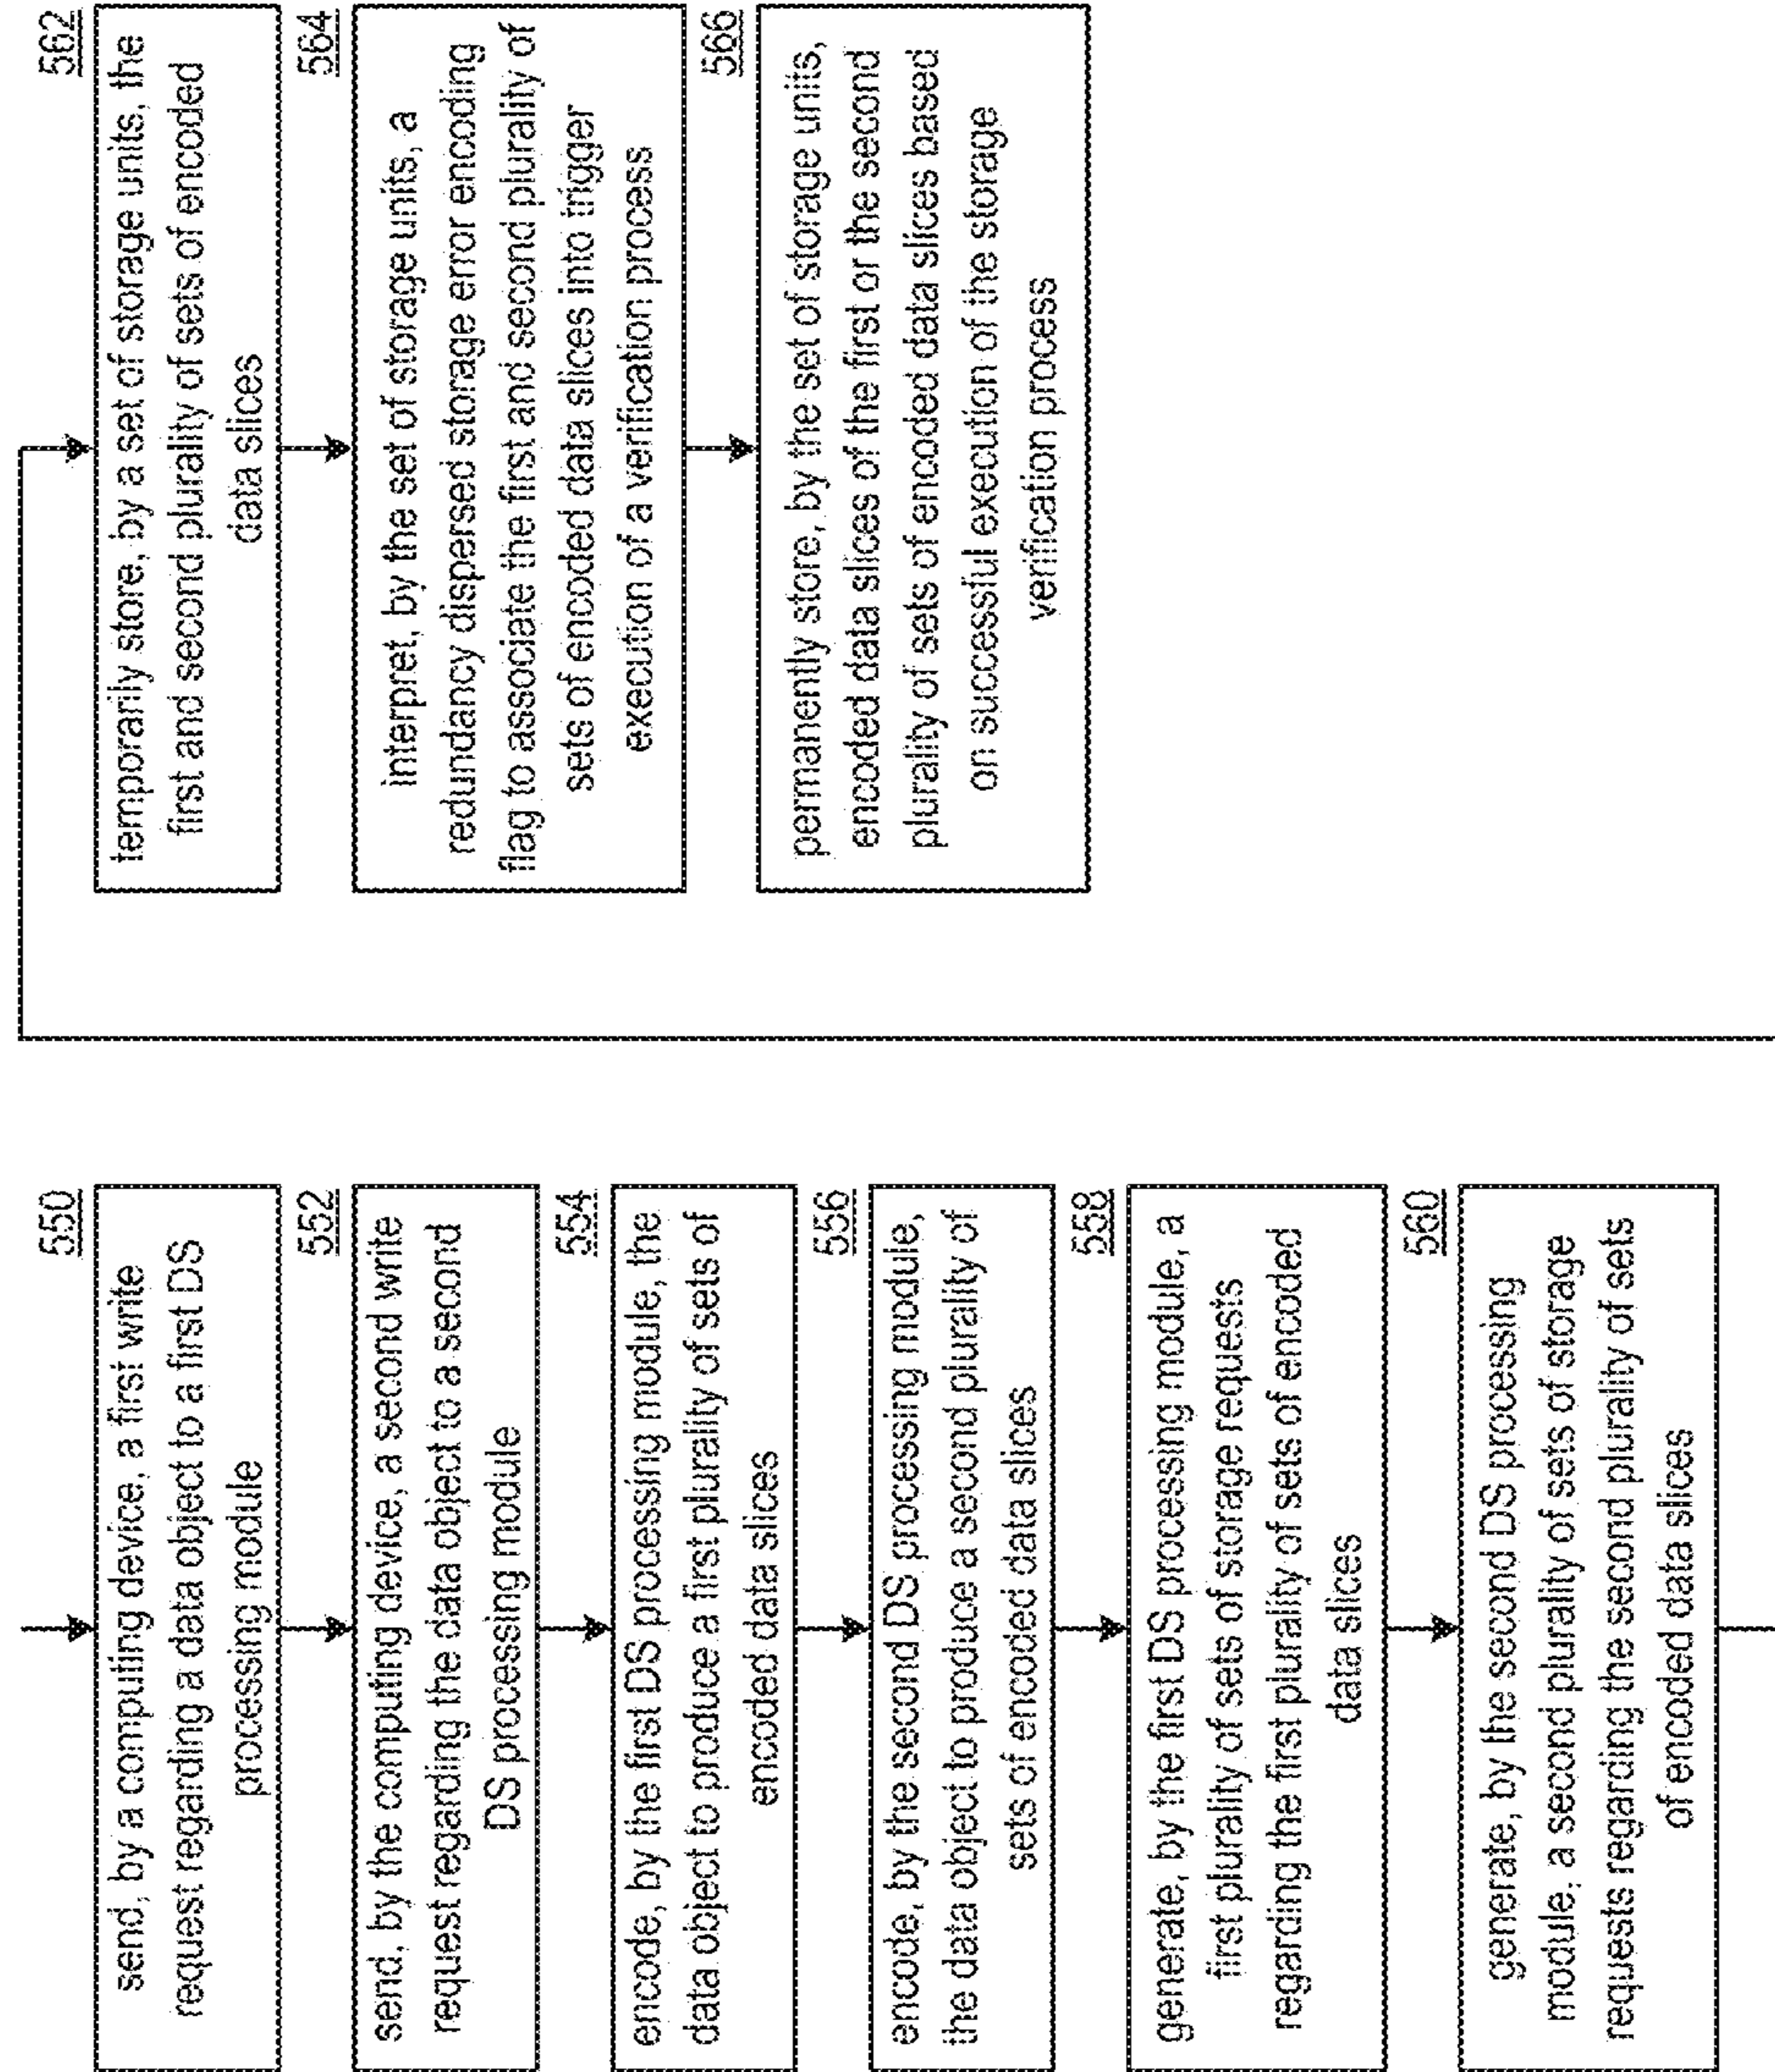 550
send, by a computing device, a first write
request regarding a data object to a first DS
processing module
552
send, by the computing device, a second write
request regarding the data object to a second
DS processing module
554
encode, by the first DS processing module, the
data object to produce a first plurality of sets of
encoded data slices
556
encode, by the second DS processing module,
the data object to produce a second plurality of
sets of encoded data slices
558
generate, by the first DS processing module, a
first plurality of sets of storage requests
regarding the first plurality of sets of encoded
data slices
560
generate, by the second DS processing
module, a second plurality of sets of storage
requests regarding the second plurality of sets
of encoded data slices
562
temporarily store, by a set of storage units, the
first and second plurality of sets of encoded
data slices
564
interpret, by the set of storage units, a
redundancy dispersed storage error encoding
flag to associate the first and second plurality of
sets of encoded data slices into trigger
execution of a verification process
566
permanently store, by the set of storage units,
encoded data slices of the first or the second
plurality of sets of encoded data slices based
on successful execution of the storage
verification process